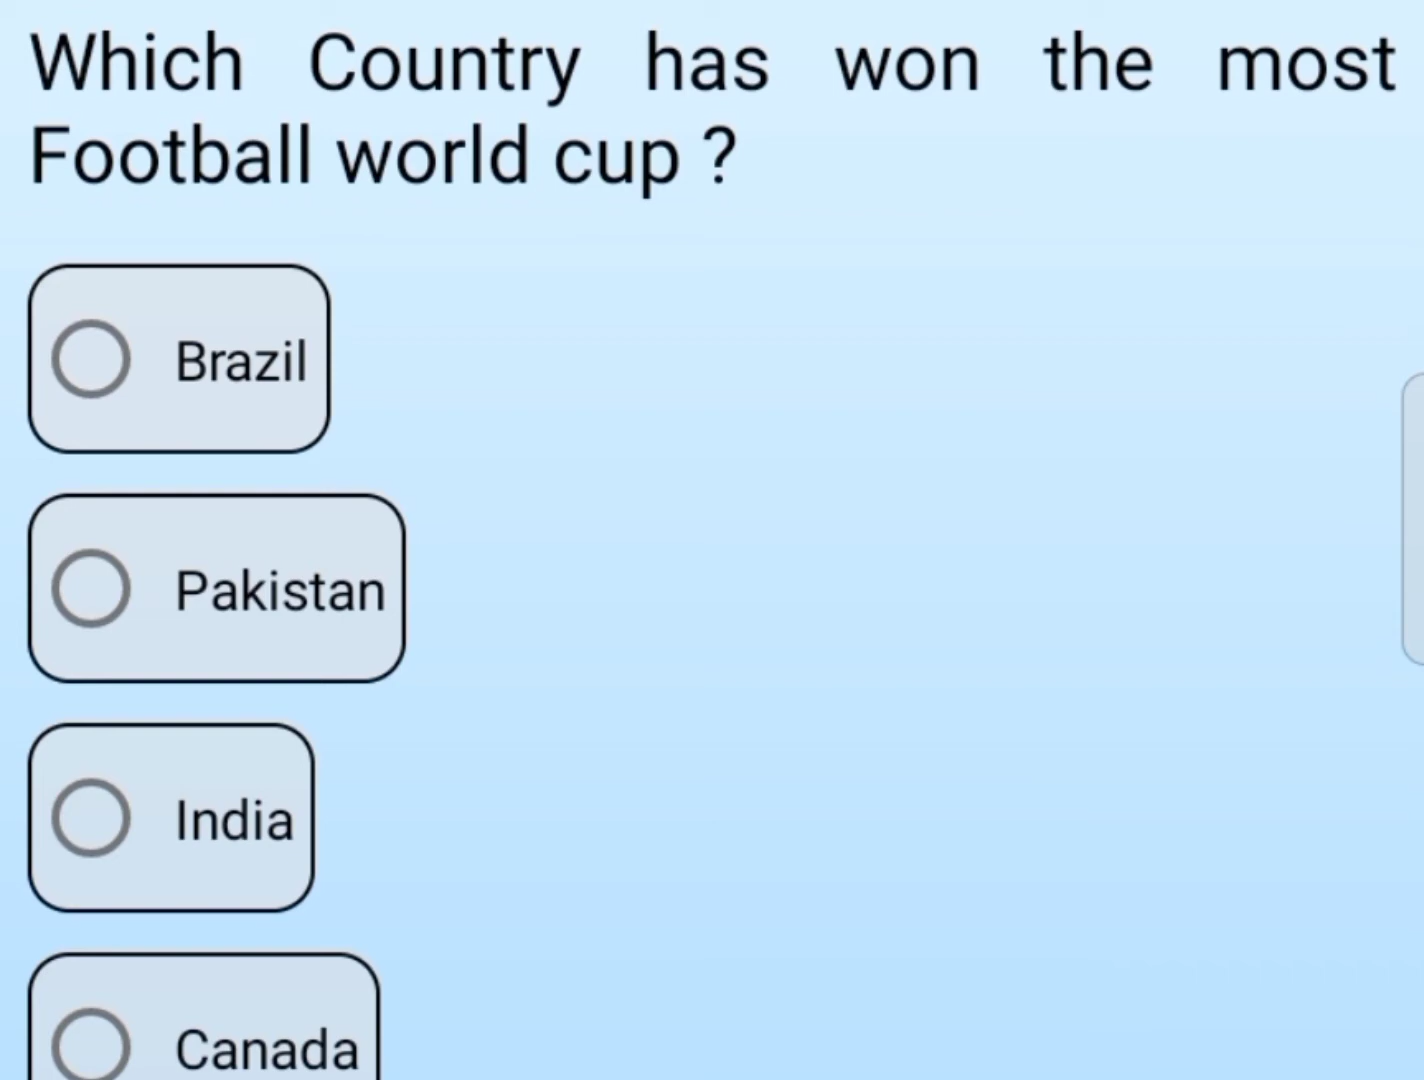 Which Country has won the most
Football world cup ?
Brazil
Pakistan
India
Canada